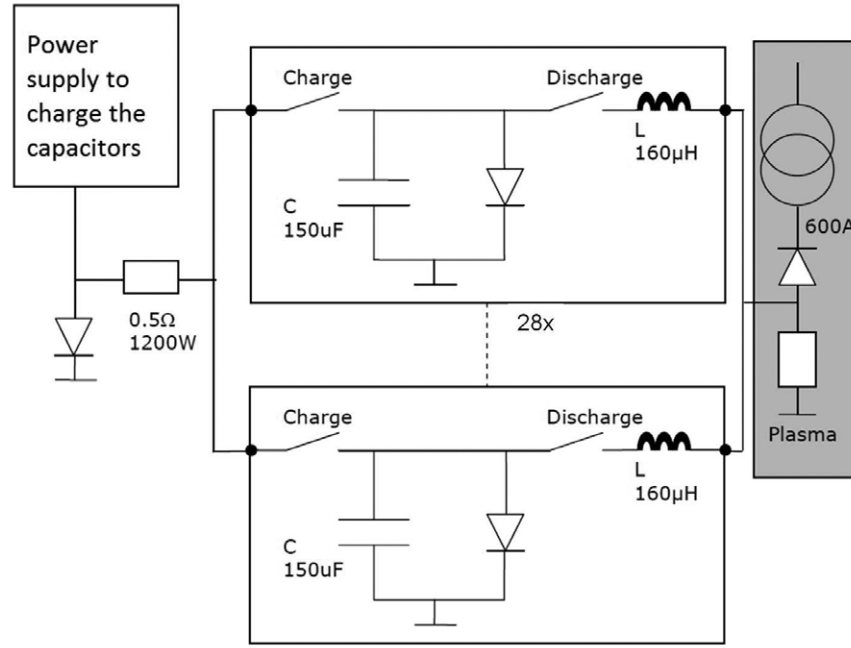 Power
supply to
charge the
capacitors
0.5Ω
1200W
Charge
Discharge
L
160μH
C
150uF
28x
Charge
Discharge
L
160μH
C
150uF
600A
Plasma